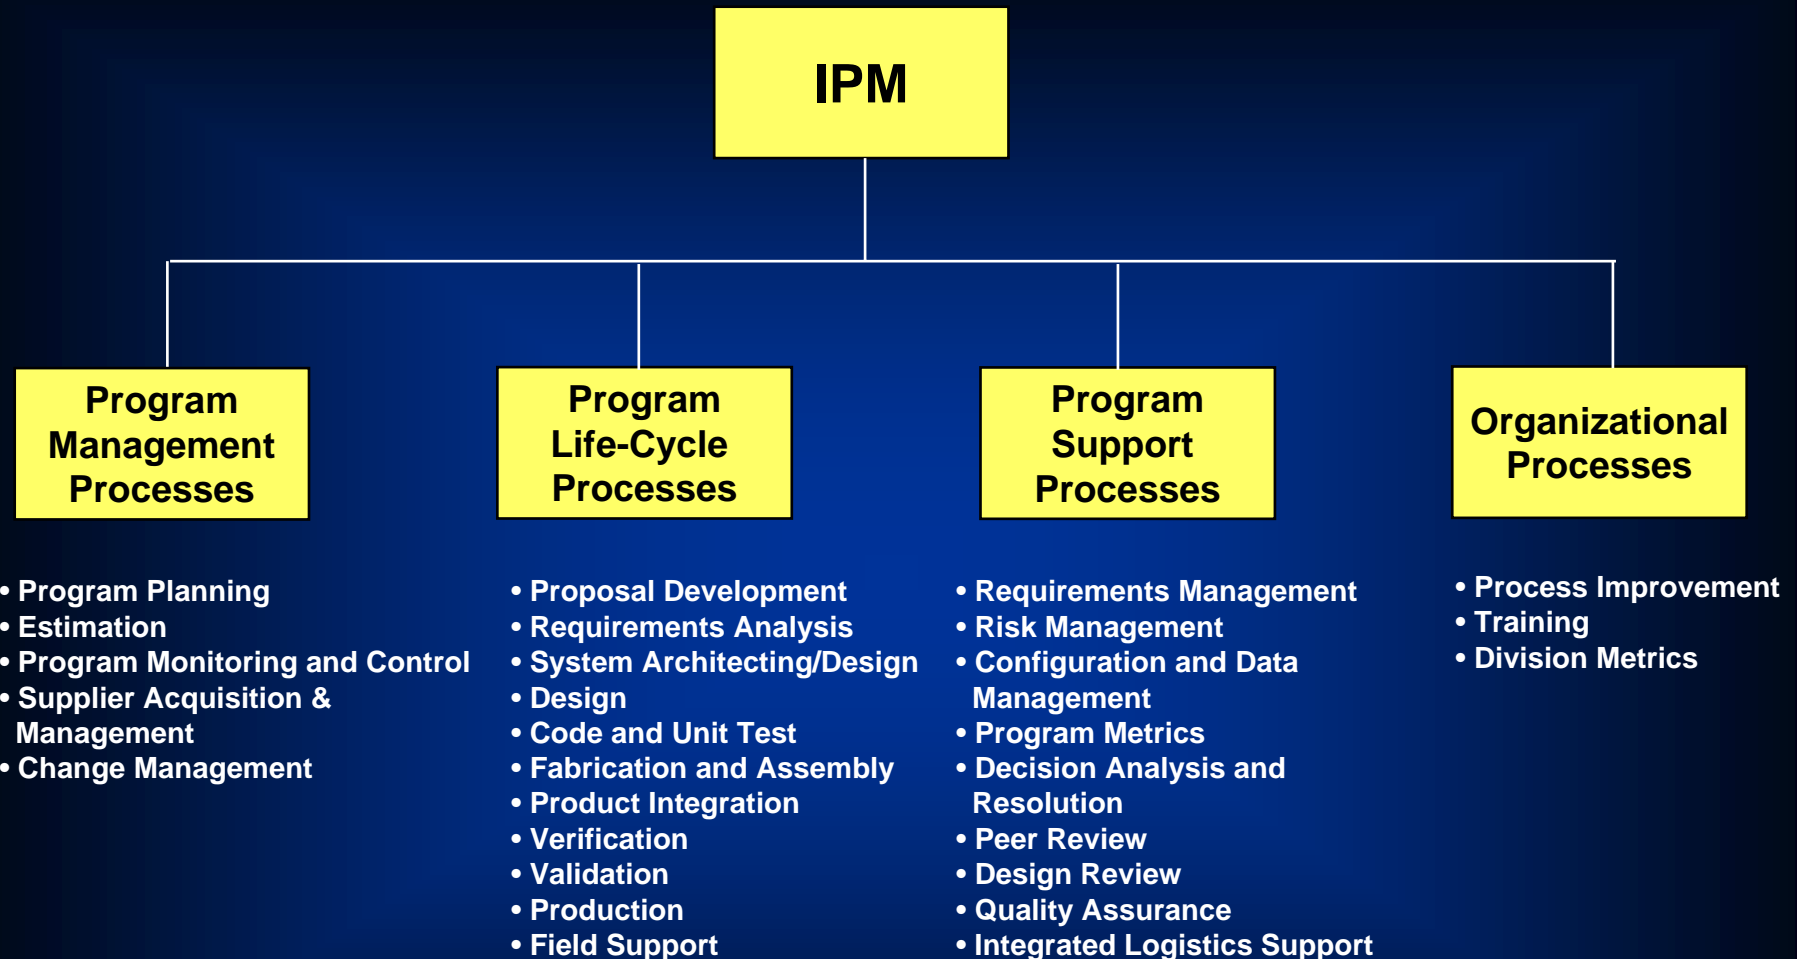 IPM
Program
Management
Processes
Program
Life-Cycle
Processes
Program
Support
Processes
Organizational
Processes
• Program Planning
• Estimation
• Program Monitoring and Control
• Supplier Acquisition &
Management
• Change Management
• Proposal Development
• Requirements Analysis
• System Architecting/Design
• Design
• Code and Unit Test
• Fabrication and Assembly
• Product Integration
• Verification
• Validation
• Production
• Field Support
• Requirements Management
• Risk Management
• Configuration and Data
Management
• Program Metrics
• Decision Analysis and
Resolution
• Peer Review
• Design Review
• Quality Assurance
• Integrated Logistics Support
• Process Improvement
• Training
• Division Metrics